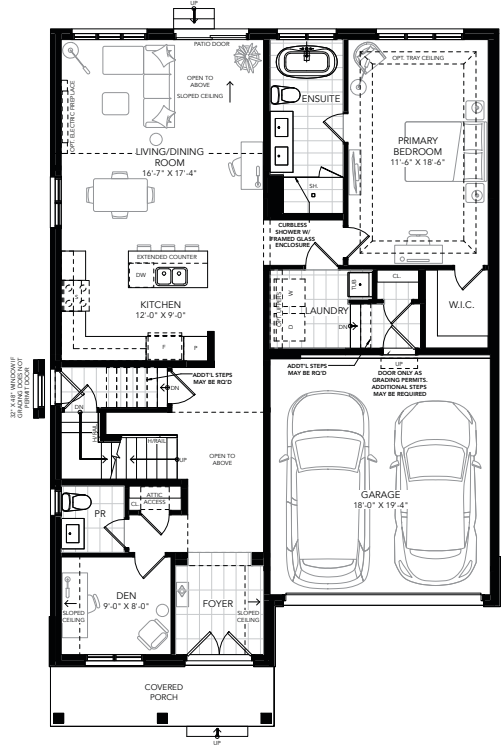 UP
PATIO DOOR
OPEN TO
ABOVE
SLOPED CEILING
OPT. ELECTRIC FIREPLACE
ENSUITE
OPT. TRAY CEILING
LIVING/DINING
ROOM
16'-7" X 17'-4"
PRIMARY
BEDROOM
11'-6" X 18'-6"
SH.
CURBLESS
SHOWER W/
FRAMED GLASS
ENCLOSURE
EXTENDED COUNTER
DW
KITCHEN
12'-0" X 9'-0"
F
P
W
D
LAUNDRY
TUB
CL.
W.I.C.
DN
UP
ADDT'L STEPS
MAY BE RQ'D
DOOR ONLY AS
GRADING PERMITS.
ADDITIONAL STEPS
MAY BE REQUIRED
32" X 48" WINDOW IF
GRADING DOES NOT
PERMIT DOOR
ADDT'L STEPS
MAY BE RQ'D
DN
DN
H/RAIL
H/RAIL
UP
OPEN TO
ABOVE
GARAGE
18'-0" X 19'-4"
PR
CL.
ATTIC
ACCESS
DEN
9'-0" X 8'-0"
SLOPED
CEILING
FOYER
SLOPED
CEILING
COVERED
PORCH
UP